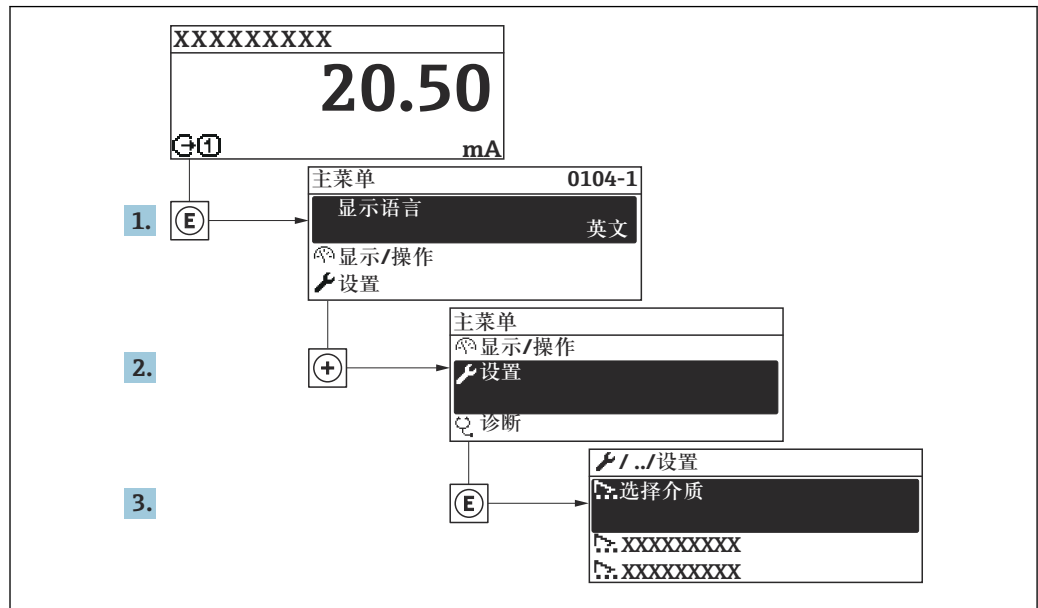 XXXXXXXXX
20.50
1
mA
主菜单 0104-1
1.
E
显示语言
英文
显示/操作
设置
主菜单
显示/操作
2.
+
设置
诊断
/ ../设置
3.
E
选择介质
XXXXXXXXX
XXXXXXXXX